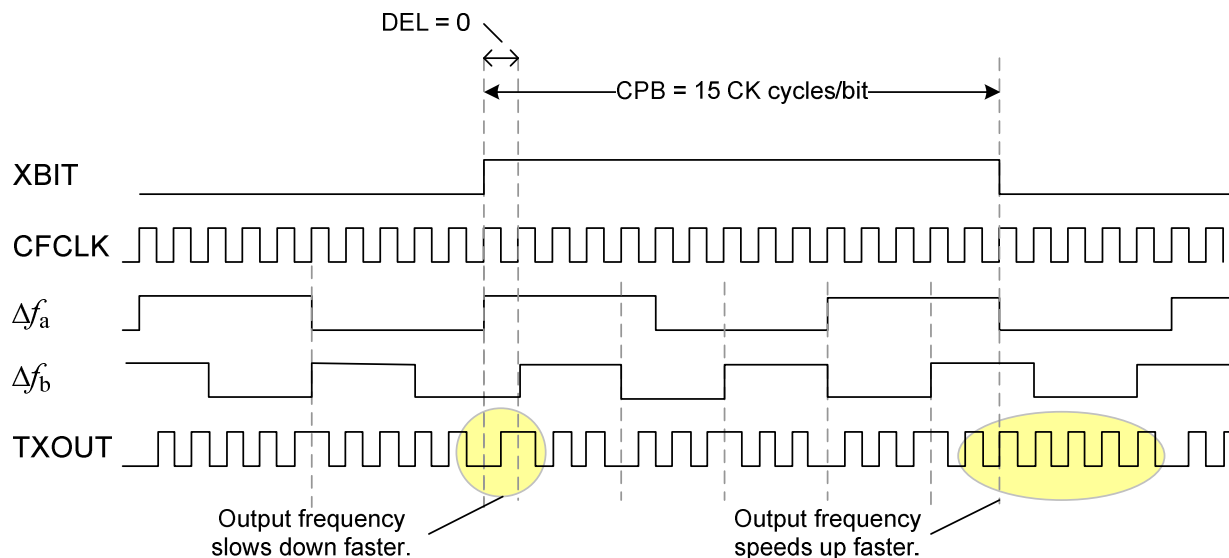 DEL = 0
CPB = 15 CK cycles/bit
XBIT
CFCLK
Δfa
Δfb
TXOUT
Output frequency
slows down faster.
Output frequency
speeds up faster.